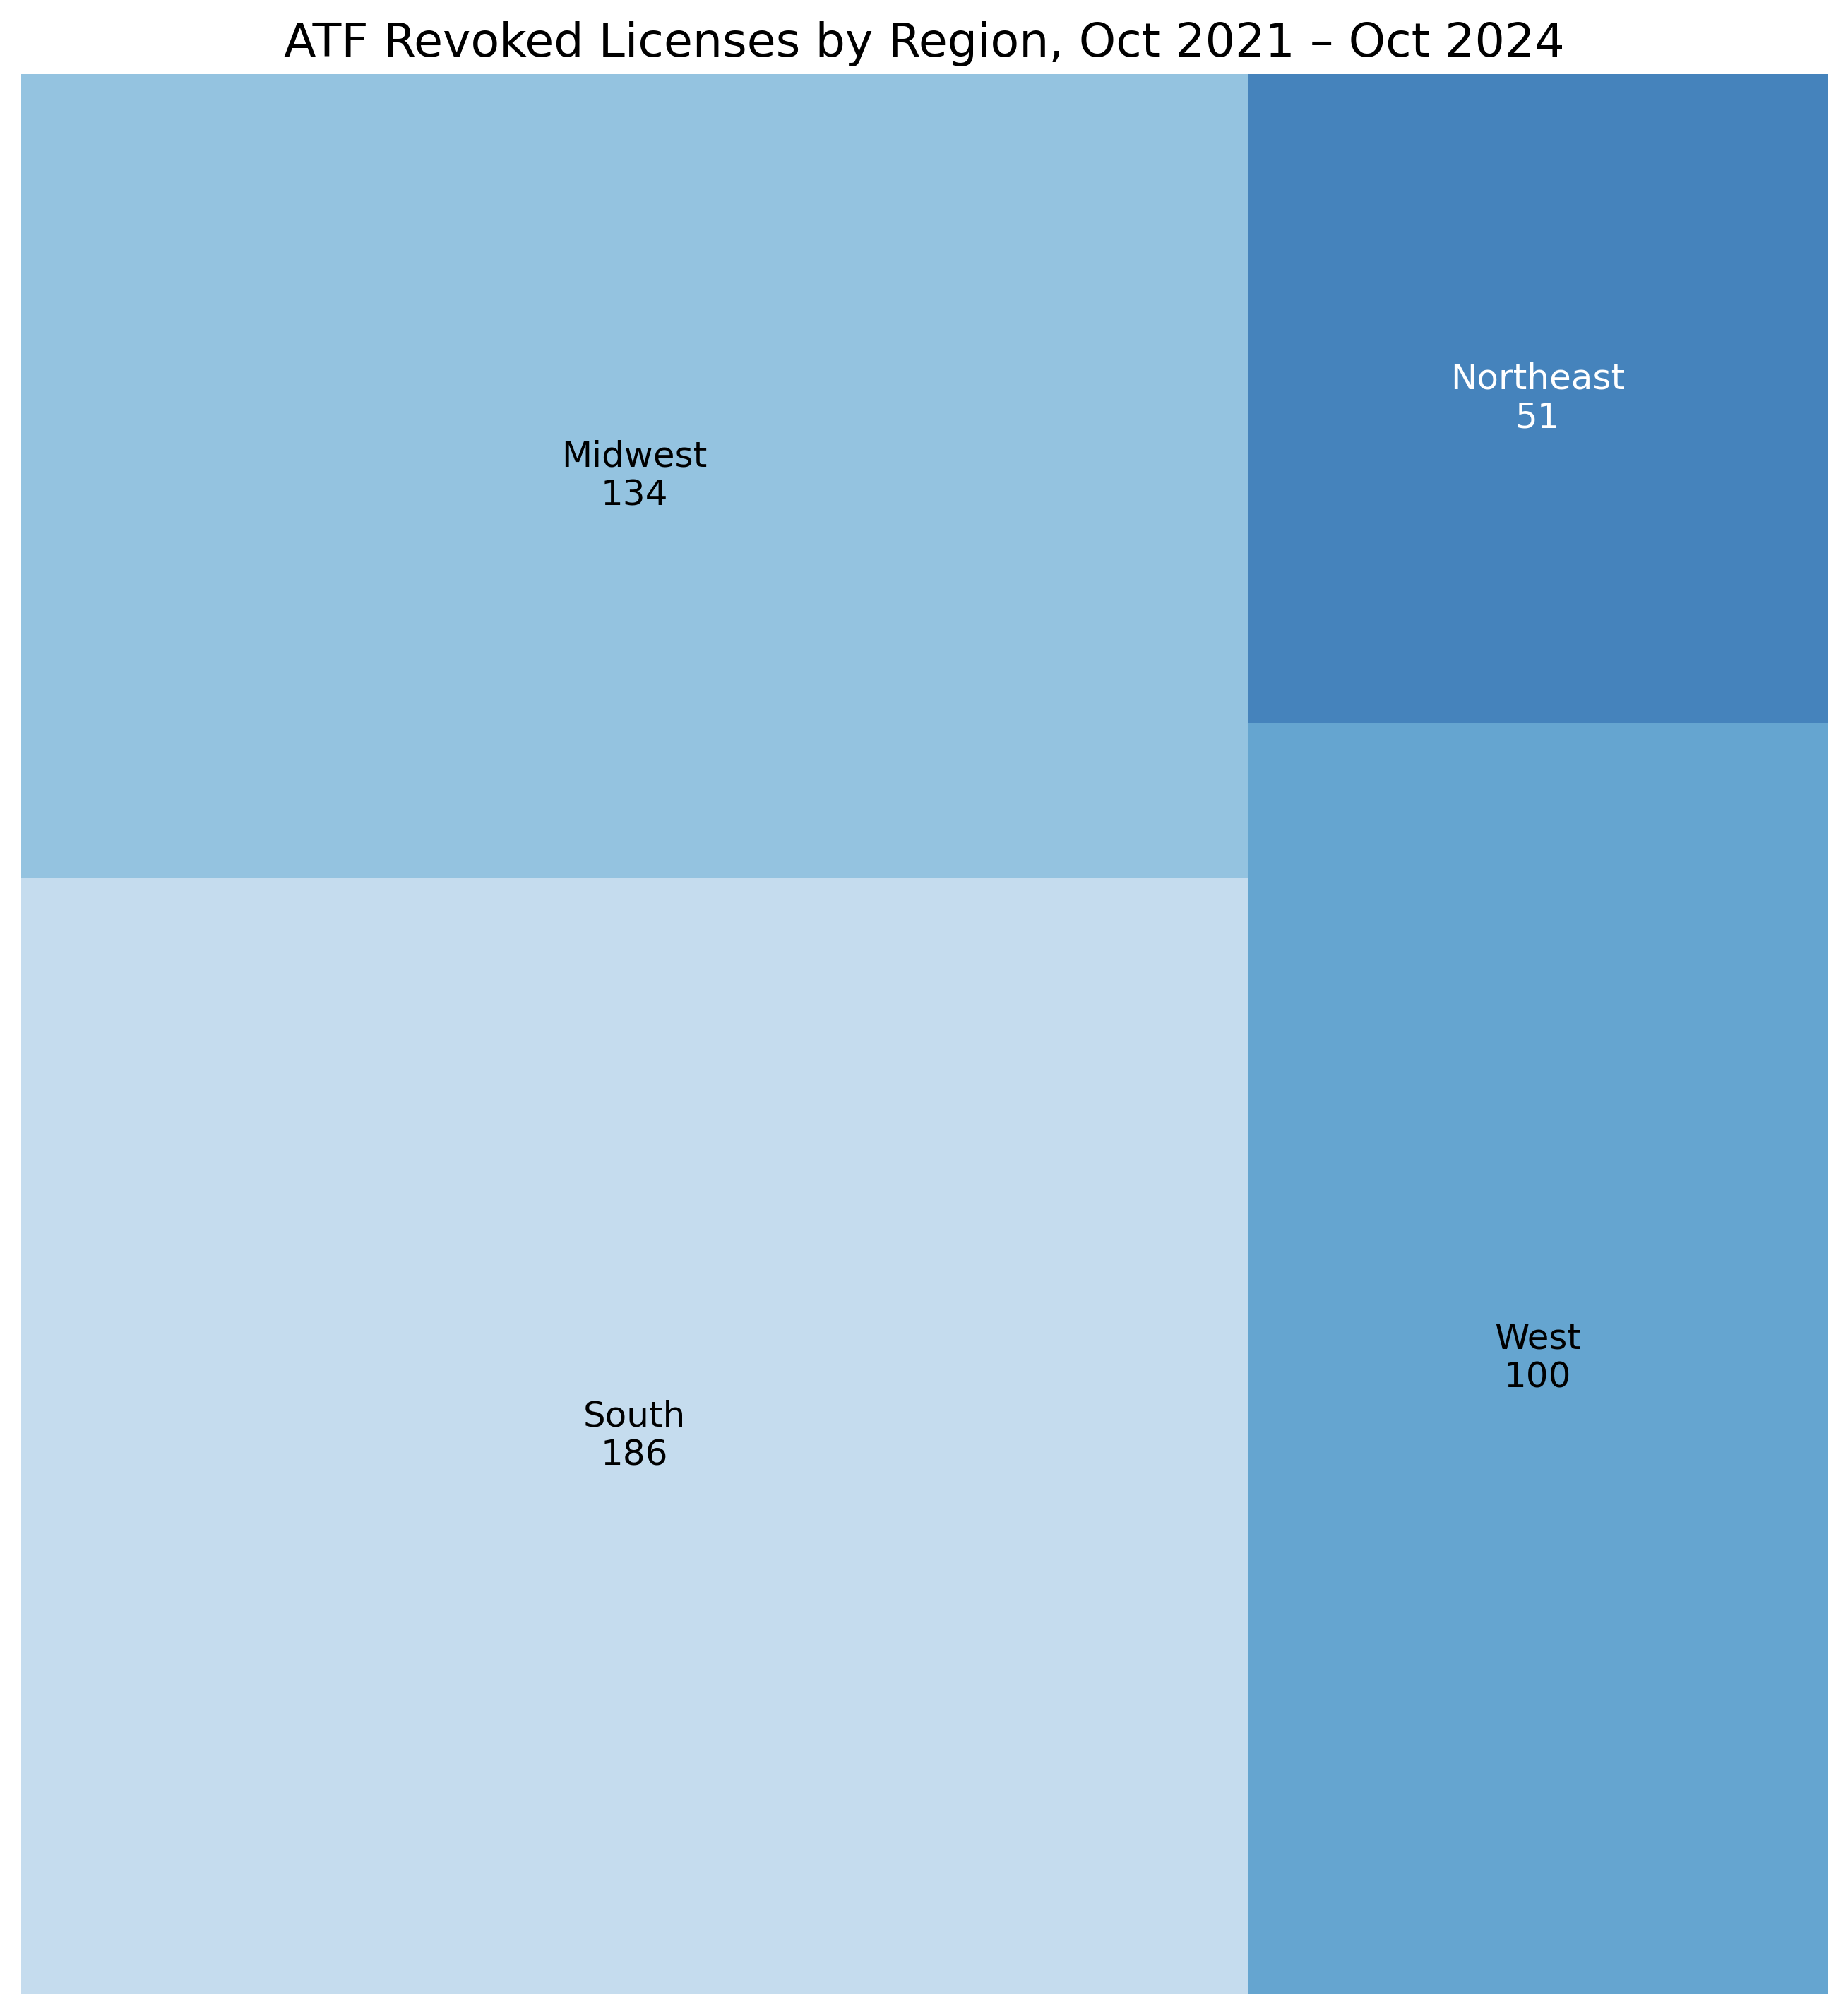 ATF Revoked Licenses by Region, Oct 2021 – Oct 2024
Midwest
134
Northeast
51
South
186
West
100